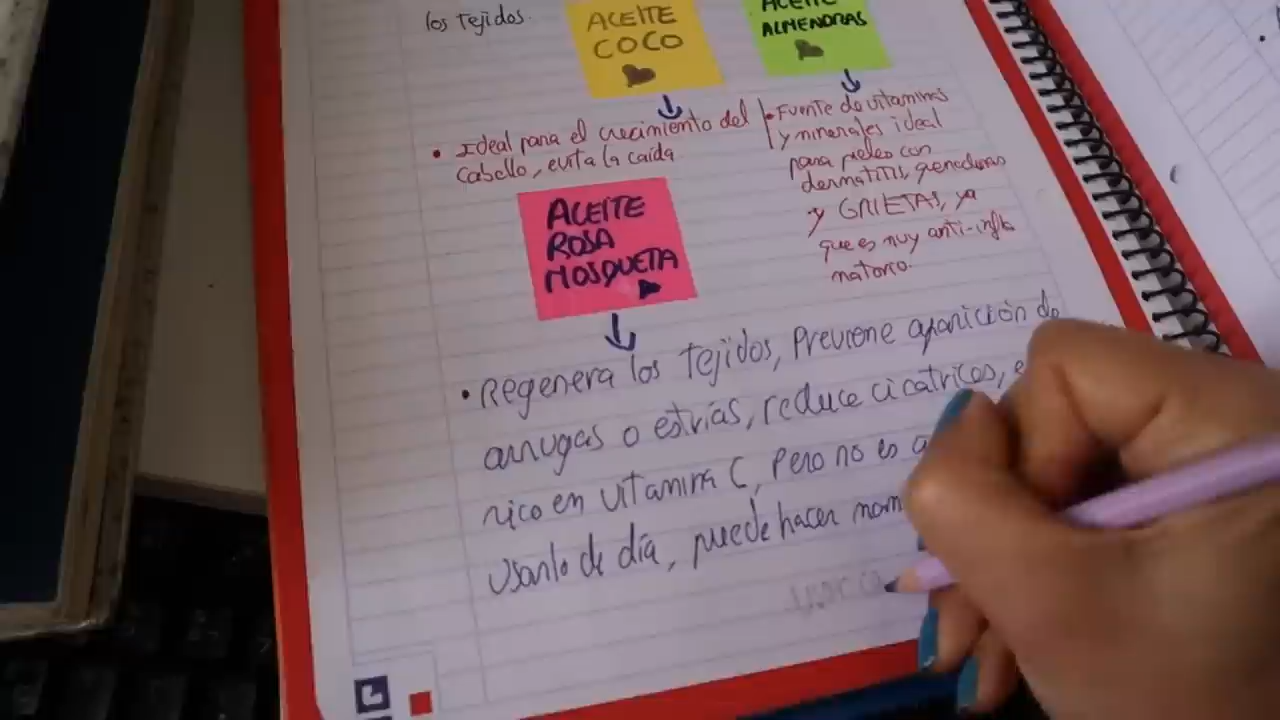 los tejidos.
ACEITE
COCO
ACEITE
ALMENDRAS
• Ideal para el crecimiento del
cabello, evita la caída
• Fuente de vitaminas
y minerales ideal
para pieles con
dermatitis, quemaduras
y GRIETAS, ya
que es muy anti-infla
matorio.
ACEITE
ROSA
MOSQUETA
• Regenera los tejidos, previene aparición de
arrugas o estrías, reduce cicatrices, e
rico en vitamina C, pero no es a
usarlo de día, puede hacer